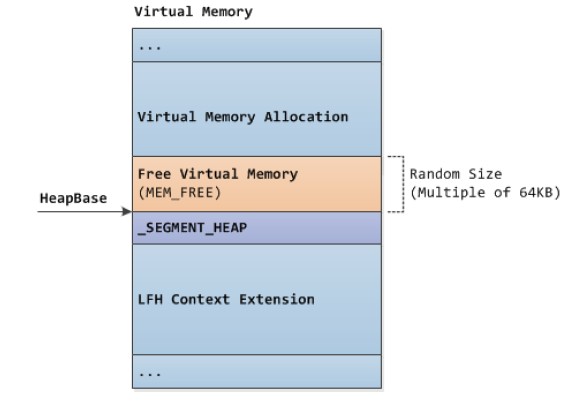 Virtual Memory
...
Virtual Memory Allocation
Free Virtual Memory
(MEM_FREE)
Random Size
(Multiple of 64KB)
HeapBase
_SEGMENT_HEAP
LFH Context Extension
...